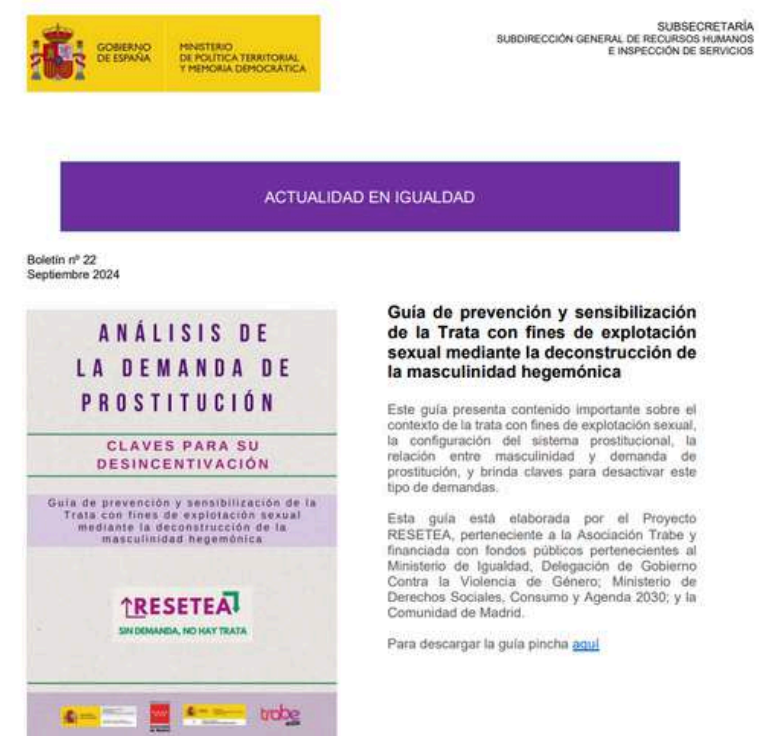 GOBIERNO
DE ESPAÑA
MINISTERIO
DE POLÍTICA TERRITORIAL
Y MEMORIA DEMOCRÁTICA
SUBSECRETARÍA
SUBDIRECCIÓN GENERAL DE RECURSOS HUMANOS
E INSPECCIÓN DE SERVICIOS
ACTUALIDAD EN IGUALDAD
Boletín nº 22
Septiembre 2024
ANÁLISIS DE
LA DEMANDA DE
PROSTITUCIÓN
CLAVES PARA SU
DESINCENTIVACIÓN
Guía de prevención y sensibilización de la
Trata con fines de explotación sexual
mediante la deconstrucción de la
masculinidad hegemónica
RESETEA
SIN DEMANDA, NO HAY TRATA
trabe
Guía de prevención y sensibilización
de la Trata con fines de explotación
sexual mediante la deconstrucción de
la masculinidad hegemónica
Este guía presenta contenido importante sobre el
contexto de la trata con fines de explotación sexual,
la configuración del sistema prostitucional, la
relación entre masculinidad y demanda de
prostitución, y brinda claves para desactivar este
tipo de demandas.
Esta guía está elaborada por el Proyecto
RESETEA, perteneciente a la Asociación Trabe y
financiada con fondos públicos pertenecientes al
Ministerio de Igualdad, Delegación de Gobierno
Contra la Violencia de Género; Ministerio de
Derechos Sociales, Consumo y Agenda 2030; y la
Comunidad de Madrid.
Para descargar la guía pincha aquí